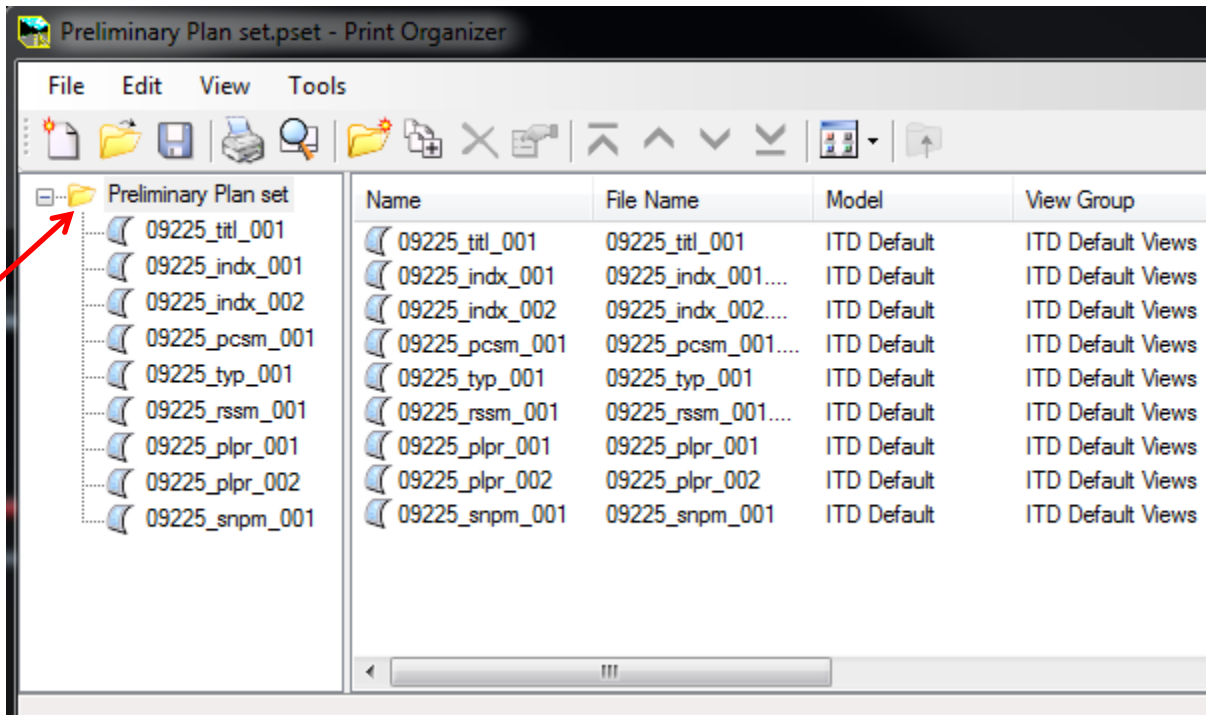 Preliminary Plan set.pset - Print Organizer
File Edit View Tools
Preliminary Plan set
09225_titl_001
09225_indx_001
09225_indx_002
09225_pcsm_001
09225_typ_001
09225_rssm_001
09225_plpr_001
09225_plpr_002
09225_snpm_001
Name File Name Model View Group
09225_titl_001 09225_titl_001 ITD Default ITD Default Views
09225_indx_001 09225_indx_001.... ITD Default ITD Default Views
09225_indx_002 09225_indx_002.... ITD Default ITD Default Views
09225_pcsm_001 09225_pcsm_001.... ITD Default ITD Default Views
09225_typ_001 09225_typ_001 ITD Default ITD Default Views
09225_rssm_001 09225_rssm_001.... ITD Default ITD Default Views
09225_plpr_001 09225_plpr_001 ITD Default ITD Default Views
09225_plpr_002 09225_plpr_002 ITD Default ITD Default Views
09225_snpm_001 09225_snpm_001 ITD Default ITD Default Views